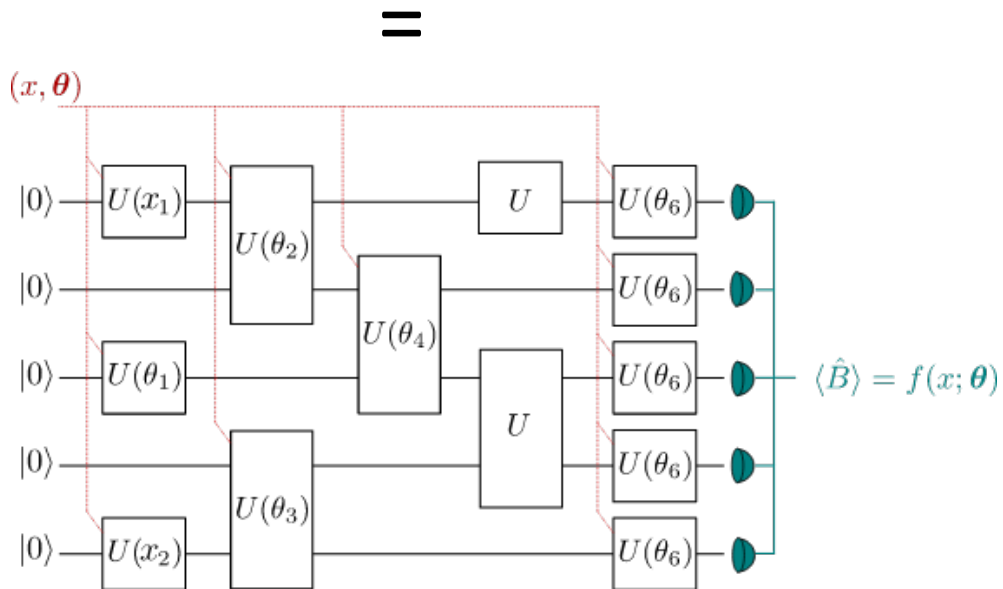 =
(x, θ)
|0⟩ U(x₁) U U(θ₆)
U(θ₂)
|0⟩ U(θ₆)
U(θ₄)
|0⟩ U(θ₁) U(θ₆) ⟨B̂⟩ = f(x; θ)
U
|0⟩ U(θ₆)
U(θ₃)
|0⟩ U(x₂) U(θ₆)